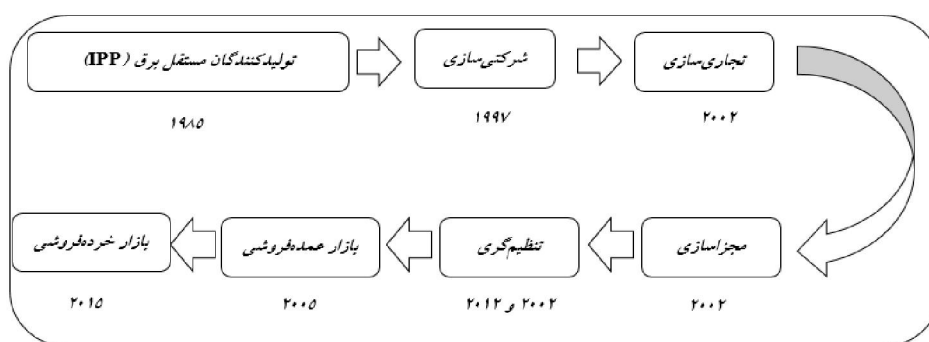 تولیدکنندگان مستقل برق (IPP)
۱۹۸۵
شرکتی‌سازی
۱۹۹۷
تجاری‌سازی
۲۰۰۲
مجزاسازی
۲۰۰۲
تنظیم‌گری
۲۰۰۲ و ۲۰۱۲
بازار عمده‌فروشی
۲۰۰۵
بازار خرده‌فروشی
۲۰۱۵